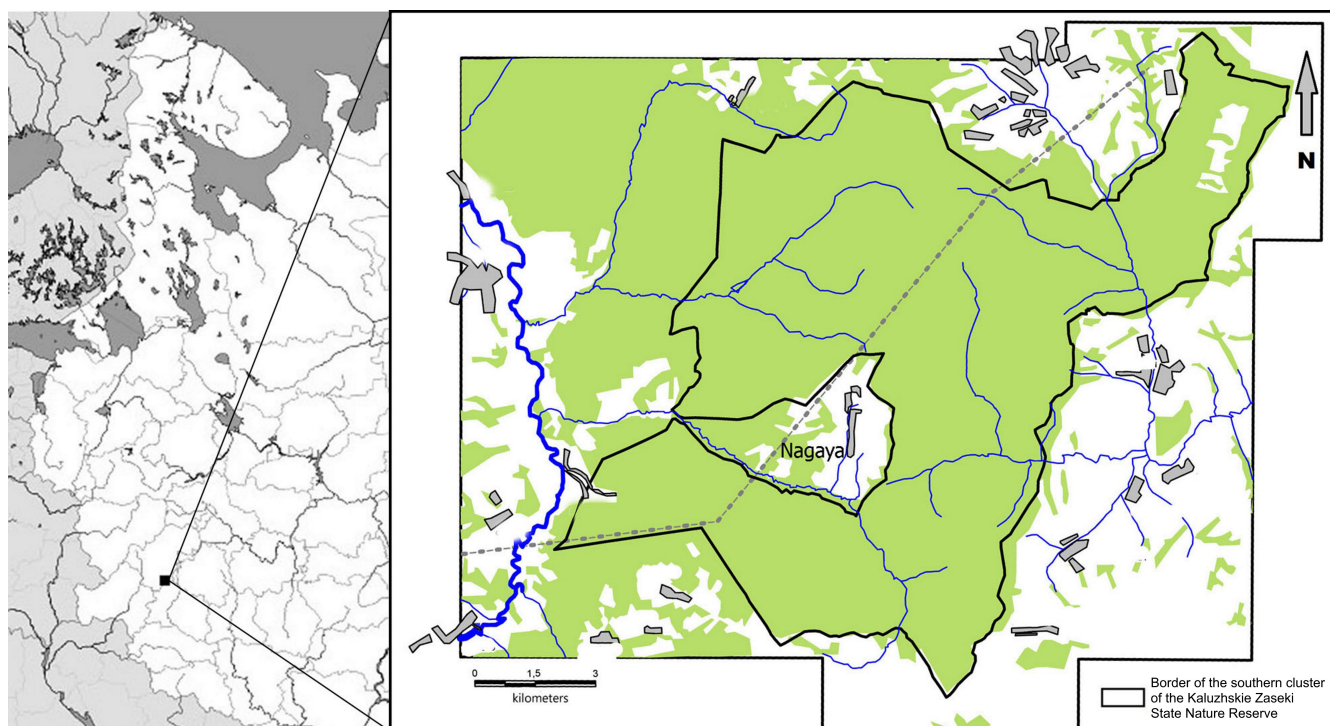 N
Nagaya
0 1,5 3
kilometers
Border of the southern cluster
of the Kaluzhskie Zaseki
State Nature Reserve